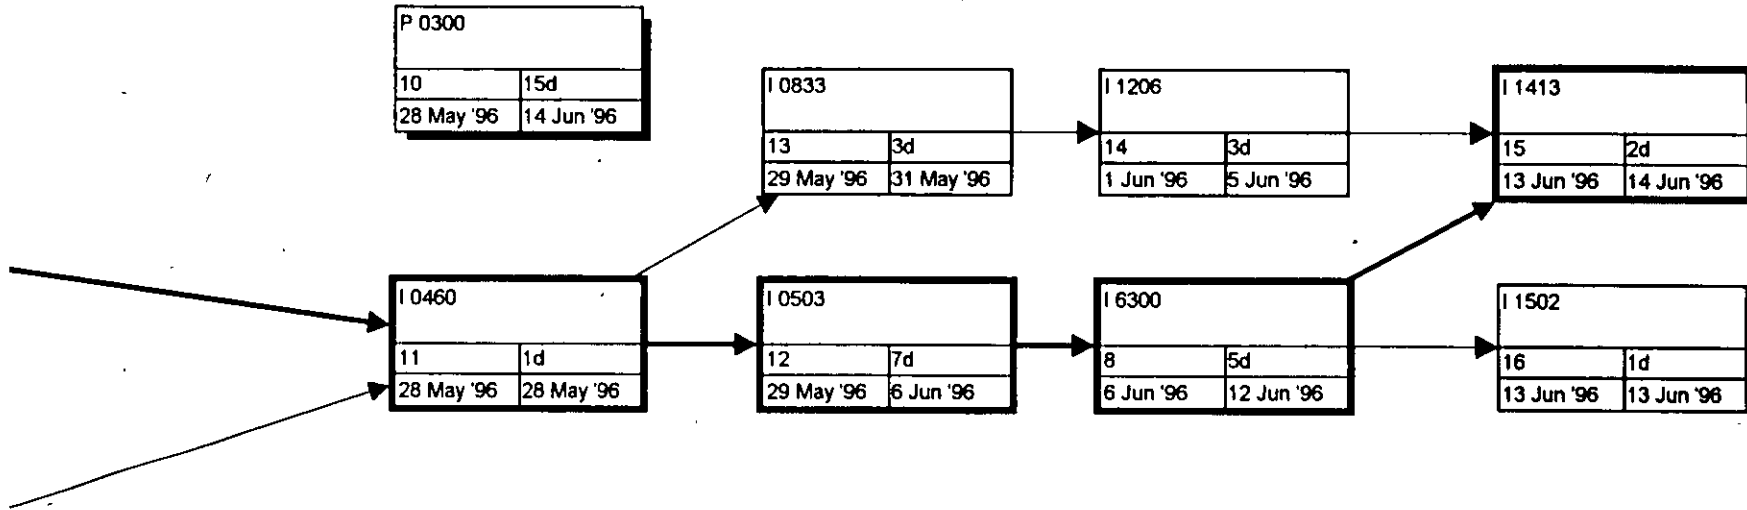 P 0300
10 15d
28 May '96 14 Jun '96
I 0833
13 3d
29 May '96 31 May '96
I 1206
14 3d
1 Jun '96 5 Jun '96
I 1413
15 2d
13 Jun '96 14 Jun '96
I 0460
11 1d
28 May '96 28 May '96
I 0503
12 7d
29 May '96 6 Jun '96
I 6300
8 5d
6 Jun '96 12 Jun '96
I 1502
16 1d
13 Jun '96 13 Jun '96